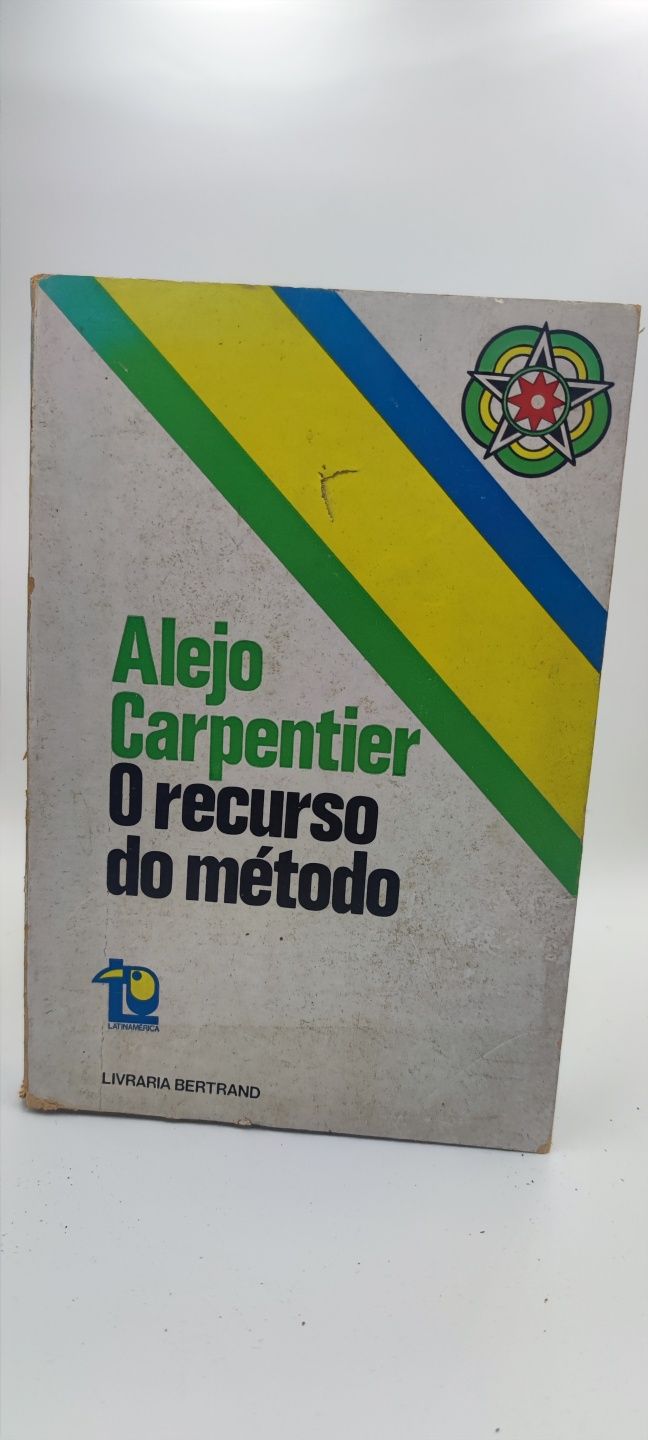 Alejo
Carpentier
O recurso
do método
LATINAMÉRICA
LIVRARIA BERTRAND